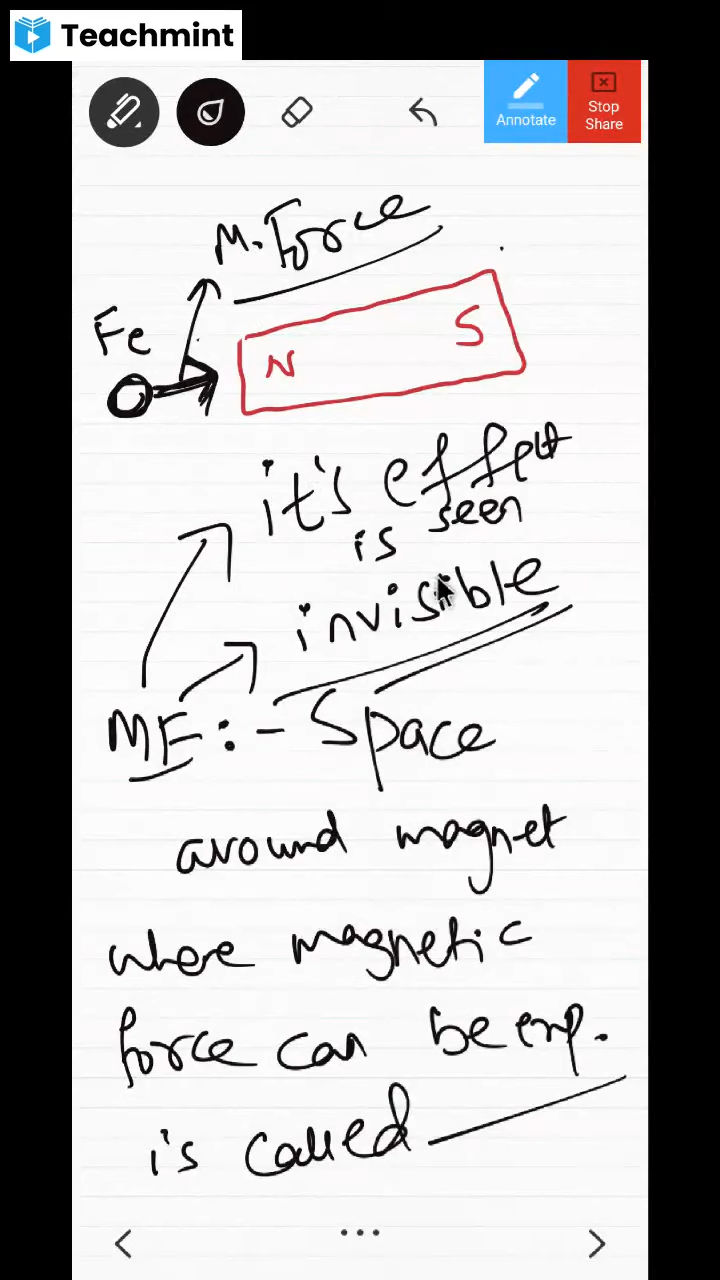 Teachmint
Annotate
Stop
Share
M. Force
Fe
N
S
it's effect
is seen
invisible
MF :- Space
around magnet
where magnetic
force can be exp.
is called